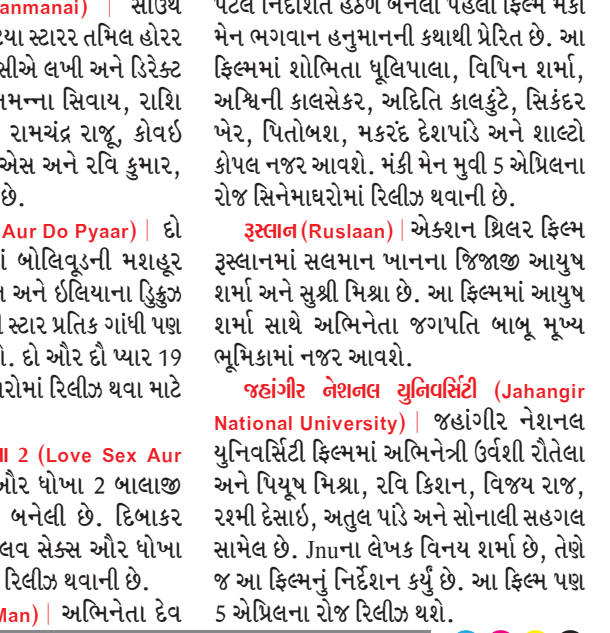 anmanai) | સાઉથ
ટિયા સ્ટારર તમિલ હોરર
સીએ લખી અને ડિરેક્ટ
તમન્ના સિવાય, રાશિ
રામચંદ્ર રાજૂ, કોવઇ
એસ અને રવિ કુમાર,
છે.
Aur Do Pyaar) | દો
માં બોલિવૂડની મશહૂર
ન અને ઇલિયાના ડિક્રુઝ
સ્ટાર પ્રતિક ગાંધી પણ
દો ઔર દૌ પ્યાર 19
રોમાં રિલીઝ થવા માટે
2 (Love Sex Aur
ઔર ધોખા 2 બાલાજી
બનેલી છે. દિબાકર
લવ સેક્સ ઔર ધોખા
રિલીઝ થવાની છે.
Man) | અભિનેતા દેવ
પટેલ નિર્દેશિત હેઠળ બનેલી પહેલી ફિલ્મ મંકી
મેન ભગવાન હનુમાનની કથાથી પ્રેરિત છે. આ
ફિલ્મમાં શોભિતા ધૂલિપાલા, વિપિન શર્મા,
અશ્વિની કાલસેકર, અદિતિ કાલકુંટે, સિકંદર
ખેર, પિતોબશ, મકરંદ દેશપાંડે અને શાલ્ટો
કોપલ નજર આવશે. મંકી મેન મુવી 5 એપ્રિલના
રોજ સિનેમાઘરોમાં રિલીઝ થવાની છે.
રૂસ્લાન (Ruslaan) | એક્શન થ્રિલર ફિલ્મ
રૂસ્લાનમાં સલમાન ખાનના જિજાજી આયુષ
શર્મા અને સુશ્રી મિશ્રા છે. આ ફિલ્મમાં આયુષ
શર્મા સાથે અભિનેતા જગપતિ બાબૂ મૂખ્ય
ભૂમિકામાં નજર આવશે.
જહાંગીર નેશનલ યુનિવર્સિટી (Jahangir
National University) | જહાંગીર નેશનલ
યુનિવર્સિટી ફિલ્મમાં અભિનેત્રી ઉર્વશી રૌતેલા
અને પિયૂષ મિશ્રા, રવિ કિશન, વિજય રાજ,
રશ્મી દેસાઇ, અતુલ પાંડે અને સોનાલી સહગલ
સામેલ છે. Jnuના લેખક વિનય શર્મા છે, તેણે
જ આ ફિલ્મનું નિર્દેશન કર્યું છે. આ ફિલ્મ પણ
5 એપ્રિલના રોજ રિલીઝ થશે.